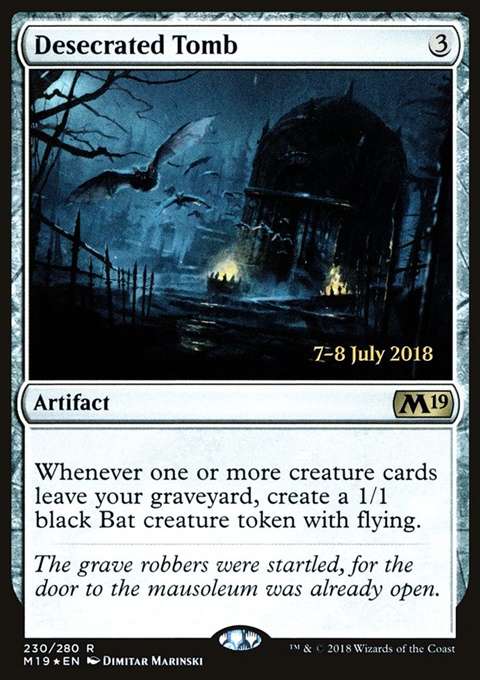 Desecrated Tomb 3
7–8 July 2018
Artifact M19
Whenever one or more creature cards
leave your graveyard, create a 1/1
black Bat creature token with flying.
The grave robbers were startled, for the
door to the mausoleum was already open.
230/280 R
™ & © 2018 Wizards of the Coast
M19★EN Dimitar Marinski